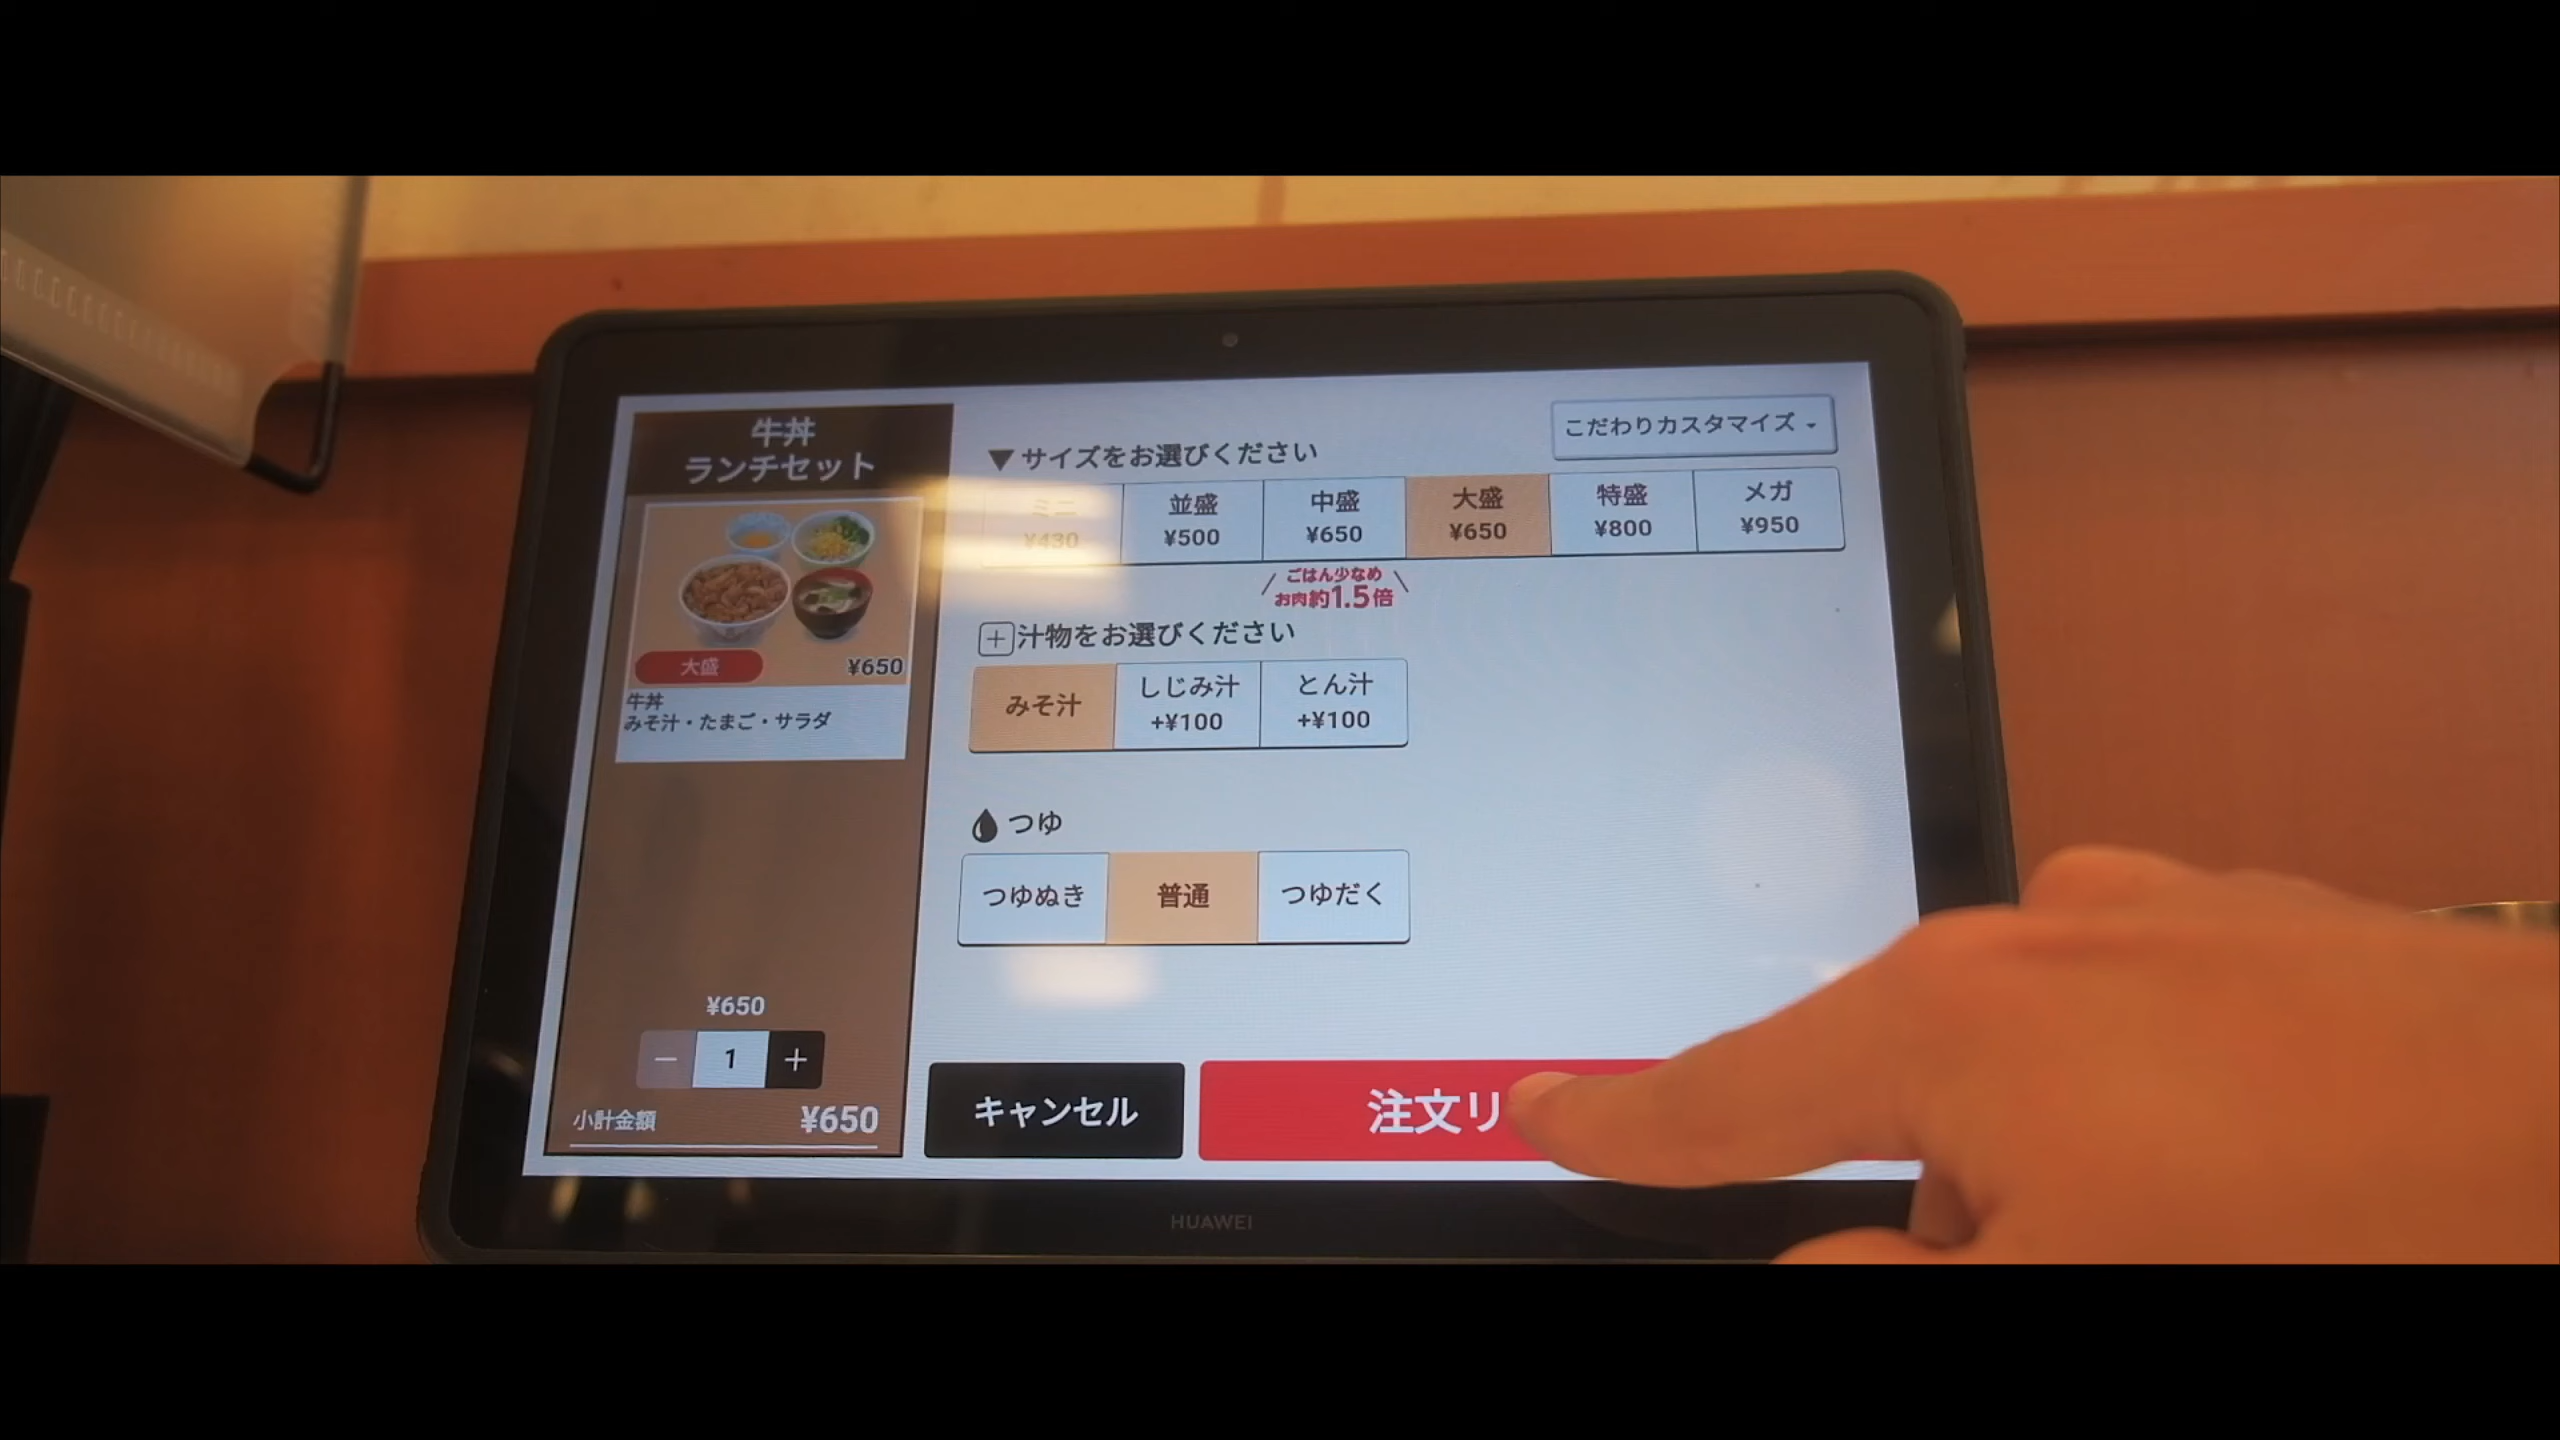 牛丼
ランチセット
大盛
¥650
牛丼
みそ汁・たまご・サラダ
¥650
－ 1 ＋
小計金額 ¥650
こだわりカスタマイズ
▼サイズをお選びください
ミニ 並盛 中盛 大盛 特盛 メガ
¥430 ¥500 ¥650 ¥650 ¥800 ¥950
ごはん少なめ
お肉約1.5倍
＋汁物をお選びください
みそ汁 しじみ汁 とん汁
+¥100 +¥100
つゆ
つゆぬき 普通 つゆだく
キャンセル 注文リ
HUAWEI